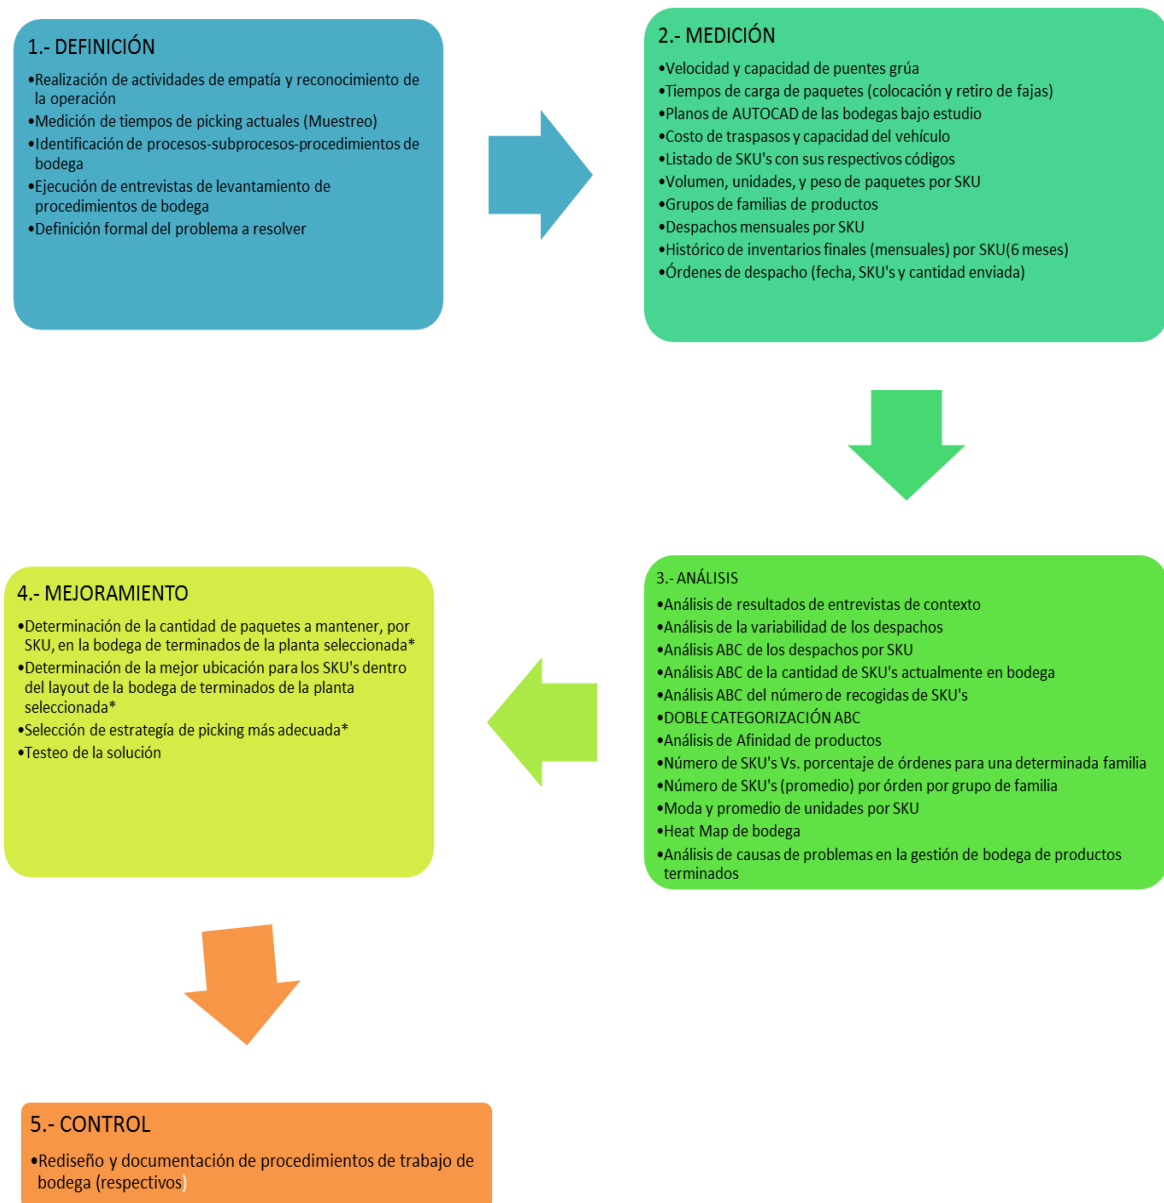 1.- DEFINICIÓN
•Realización de actividades de empatía y reconocimiento de
la operación
•Medición de tiempos de picking actuales (Muestreo)
•Identificación de procesos-subprocesos-procedimientos de
bodega
•Ejecución de entrevistas de levantamiento de
procedimientos de bodega
•Definición formal del problema a resolver
2.- MEDICIÓN
•Velocidad y capacidad de puentes grúa
•Tiempos de carga de paquetes (colocación y retiro de fajas)
•Planos de AUTOCAD de las bodegas bajo estudio
•Costo de traspasos y capacidad del vehículo
•Listado de SKU's con sus respectivos códigos
•Volumen, unidades, y peso de paquetes por SKU
•Grupos de familias de productos
•Despachos mensuales por SKU
•Histórico de inventarios finales (mensuales) por SKU(6 meses)
•Órdenes de despacho (fecha, SKU's y cantidad enviada)
3.- ANÁLISIS
•Análisis de resultados de entrevistas de contexto
•Análisis de la variabilidad de los despachos
•Análisis ABC de los despachos por SKU
•Análisis ABC de la cantidad de SKU's actualmente en bodega
•Análisis ABC del número de recogidas de SKU's
•DOBLE CATEGORIZACIÓN ABC
•Análisis de Afinidad de productos
•Número de SKU's Vs. porcentaje de órdenes para una determinada familia
•Número de SKU's (promedio) por órden por grupo de familia
•Moda y promedio de unidades por SKU
•Heat Map de bodega
•Análisis de causas de problemas en la gestión de bodega de productos
terminados
4.- MEJORAMIENTO
•Determinación de la cantidad de paquetes a mantener, por
SKU, en la bodega de terminados de la planta seleccionada*
•Determinación de la mejor ubicación para los SKU's dentro
del layout de la bodega de terminados de la planta
seleccionada*
•Selección de estrategía de picking más adecuada*
•Testeo de la solución
5.- CONTROL
•Rediseño y documentación de procedimientos de trabajo de
bodega (respectivos)